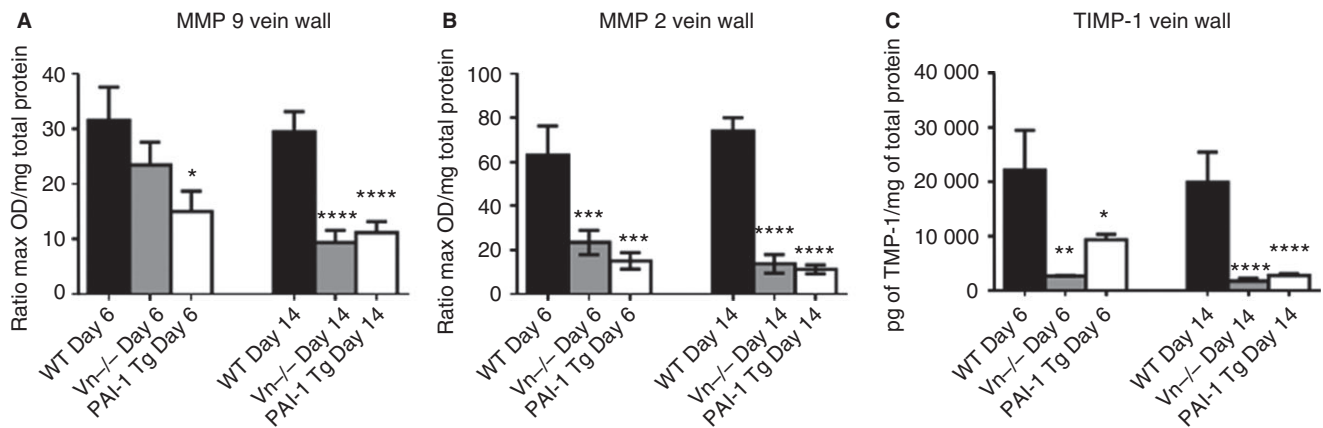 A
MMP 9 vein wall
Ratio max OD/mg total protein
40
30
20
10
0
*
****
****
WT Day 6
Vn–/– Day 6
PAI-1 Tg Day 6
WT Day 14
Vn–/– Day 14
PAI-1 Tg Day 14
B
MMP 2 vein wall
Ratio max OD/mg total protein
100
80
60
40
20
0
***
***
****
****
WT Day 6
Vn–/– Day 6
PAI-1 Tg Day 6
WT Day 14
Vn–/– Day 14
PAI-1 Tg Day 14
C
TIMP-1 vein wall
pg of TMP-1/mg of total protein
40 000
30 000
20 000
10 000
0
**
*
****
****
WT Day 6
Vn–/– Day 6
PAI-1 Tg Day 6
WT Day 14
Vn–/– Day 14
PAI-1 Tg Day 14